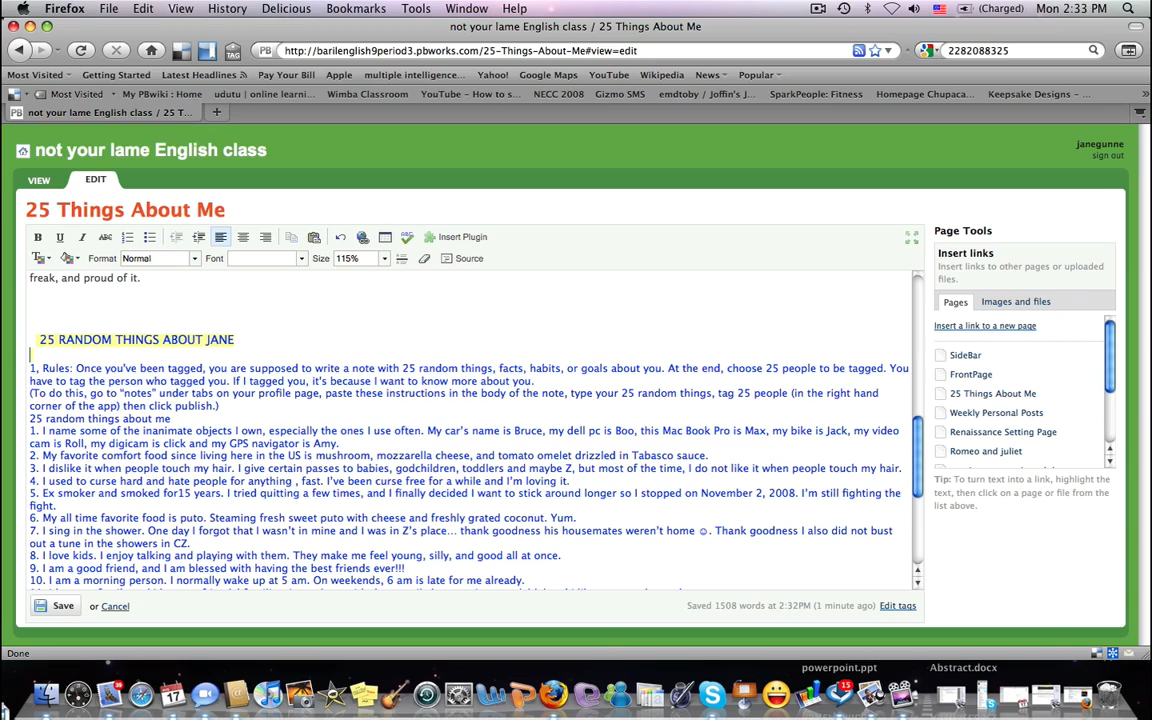 Firefox File Edit View History Delicious Bookmarks Tools Window Help (Charged) Mon 2:33 PM
not your lame English class / 25 Things About Me
http://barilenglish9period3.pbworks.com/25-Things-About-Me#view=edit 2282088325
Most Visited Getting Started Latest Headlines Pay Your Bill Apple multiple intelligence... Yahoo! Google Maps YouTube Wikipedia News Popular
Most Visited My PBwiki : Home udutu | online learni... Wimba Classroom YouTube - How to s... NECC 2008 Gizmo SMS emdtoby / Joffin's J... SparkPeople: Fitness Homepage Chupaca... Keepsake Designs - ...
PB not your lame English class / 25 T...
not your lame English class
janegunne
sign out
VIEW EDIT
25 Things About Me
B U I ABC Insert Plugin
Format Normal Font Size 115% Source
freak, and proud of it.
25 RANDOM THINGS ABOUT JANE
1, Rules: Once you've been tagged, you are supposed to write a note with 25 random things, facts, habits, or goals about you. At the end, choose 25 people to be tagged. You
have to tag the person who tagged you. If I tagged you, it's because I want to know more about you.
(To do this, go to "notes" under tabs on your profile page, paste these instructions in the body of the note, type your 25 random things, tag 25 people (in the right hand
corner of the app) then click publish.)
25 random things about me
1. I name some of the inanimate objects I own, especially the ones I use often. My car's name is Bruce, my dell pc is Boo, this Mac Book Pro is Max, my bike is Jack, my video
cam is Roll, my digicam is click and my GPS navigator is Amy.
2. My favorite comfort food since living here in the US is mushroom, mozzarella cheese, and tomato omelet drizzled in Tabasco sauce.
3. I dislike it when people touch my hair. I give certain passes to babies, godchildren, toddlers and maybe Z, but most of the time, I do not like it when people touch my hair.
4. I used to curse hard and hate people for anything , fast. I've been curse free for a while and I'm loving it.
5. Ex smoker and smoked for15 years. I tried quitting a few times, and I finally decided I want to stick around longer so I stopped on November 2, 2008. I'm still fighting the
fight.
6. My all time favorite food is puto. Steaming fresh sweet puto with cheese and freshly grated coconut. Yum.
7. I sing in the shower. One day I forgot that I wasn't in mine and I was in Z's place... thank goodness his housemates weren't home ☺. Thank goodness I also did not bust
out a tune in the showers in CZ.
8. I love kids. I enjoy talking and playing with them. They make me feel young, silly, and good all at once.
9. I am a good friend, and I am blessed with having the best friends ever!!!
10. I am a morning person. I normally wake up at 5 am. On weekends, 6 am is late for me already.
Save or Cancel Saved 1508 words at 2:32PM (1 minute ago) Edit tags
Page Tools
Insert links
Insert links to other pages or uploaded
files.
Pages Images and files
Insert a link to a new page
SideBar
FrontPage
25 Things About Me
Weekly Personal Posts
Renaissance Setting Page
Romeo and juliet
Tip: To turn text into a link, highlight the
text, then click on a page or file from the
list above.
Done
powerpoint.ppt Abstract.docx